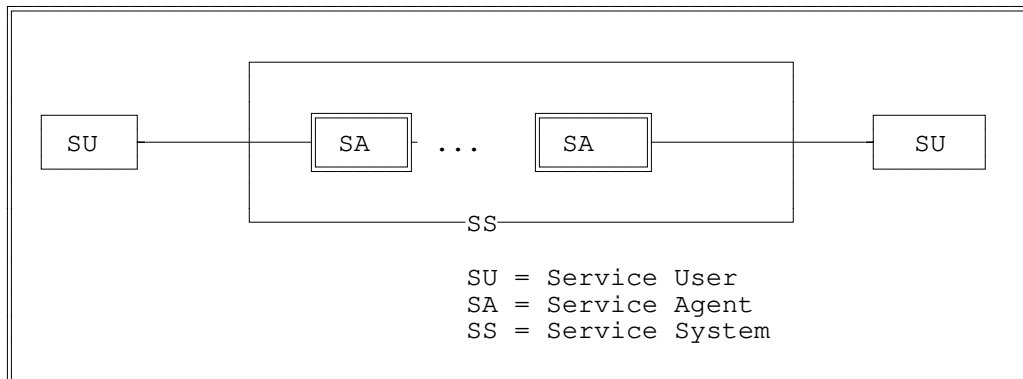 SU SA ... SA SU
SS
SU = Service User
SA = Service Agent
SS = Service System